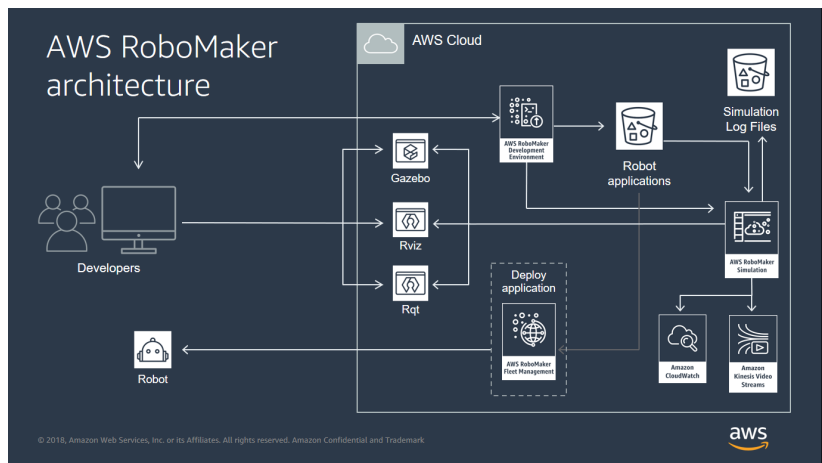 AWS RoboMaker
architecture
AWS Cloud
Simulation
Log Files
AWS RoboMaker
Development
Environment
Robot
applications
Gazebo
Developers
Rviz
AWS RoboMaker
Simulation
Rqt
Deploy
application
AWS RoboMaker
Fleet Management
Robot
Amazon
CloudWatch
Amazon
Kinesis Video
Streams
© 2018, Amazon Web Services, Inc. or its Affiliates. All rights reserved. Amazon Confidential and Trademark
aws